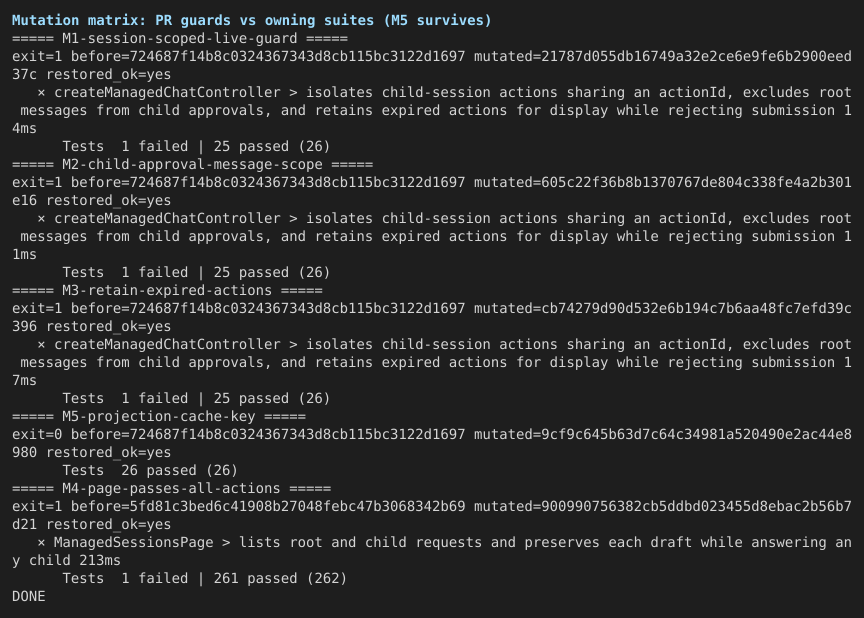 Mutation matrix: PR guards vs owning suites (M5 survives)
===== M1-session-scoped-live-guard =====
exit=1 before=724687f14b8c0324367343d8cb115bc3122d1697 mutated=21787d055db16749a32e2ce6e9fe6b2900eed
37c restored_ok=yes
   × createManagedChatController > isolates child-session actions sharing an actionId, excludes root
 messages from child approvals, and retains expired actions for display while rejecting submission 1
4ms
      Tests  1 failed | 25 passed (26)
===== M2-child-approval-message-scope =====
exit=1 before=724687f14b8c0324367343d8cb115bc3122d1697 mutated=605c22f36b8b1370767de804c338fe4a2b301
e16 restored_ok=yes
   × createManagedChatController > isolates child-session actions sharing an actionId, excludes root
 messages from child approvals, and retains expired actions for display while rejecting submission 1
1ms
      Tests  1 failed | 25 passed (26)
===== M3-retain-expired-actions =====
exit=1 before=724687f14b8c0324367343d8cb115bc3122d1697 mutated=cb74279d90d532e6b194c7b6aa48fc7efd39c
396 restored_ok=yes
   × createManagedChatController > isolates child-session actions sharing an actionId, excludes root
 messages from child approvals, and retains expired actions for display while rejecting submission 1
7ms
      Tests  1 failed | 25 passed (26)
===== M5-projection-cache-key =====
exit=0 before=724687f14b8c0324367343d8cb115bc3122d1697 mutated=9cf9c645b63d7c64c34981a520490e2ac44e8
980 restored_ok=yes
      Tests  26 passed (26)
===== M4-page-passes-all-actions =====
exit=1 before=5fd81c3bed6c41908b27048febc47b3068342b69 mutated=900990756382cb5ddbd023455d8ebac2b56b7
d21 restored_ok=yes
   × ManagedSessionsPage > lists root and child requests and preserves each draft while answering an
y child 213ms
      Tests  1 failed | 261 passed (262)
DONE